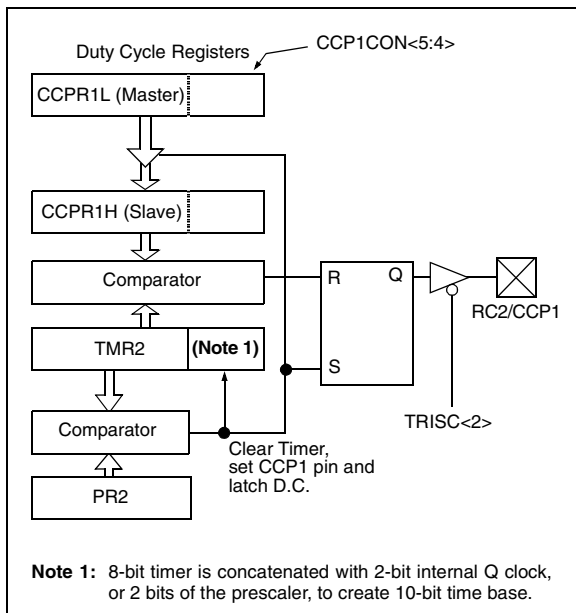 Duty Cycle Registers
CCP1CON<5:4>
CCPR1L (Master)
CCPR1H (Slave)
Comparator
R
Q
RC2/CCP1
TMR2
(Note 1)
S
TRISC<2>
Comparator
Clear Timer,
set CCP1 pin and
latch D.C.
PR2
Note 1: 8-bit timer is concatenated with 2-bit internal Q clock,
or 2 bits of the prescaler, to create 10-bit time base.